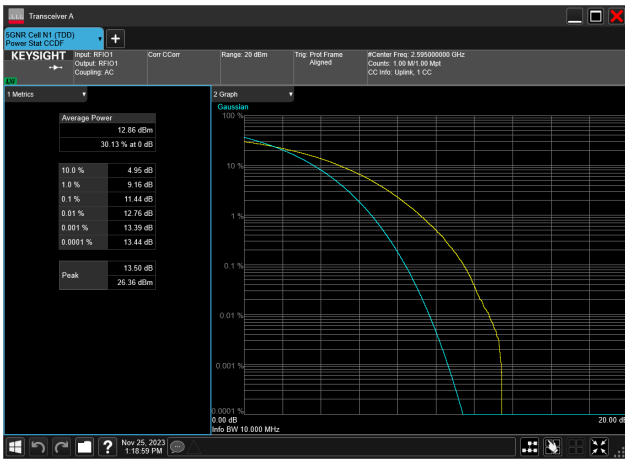 Transceiver A
5GNR Cell N1 (TDD)
Power Stat CCDF
KEYSIGHT
Input: RFIO1
Output: RFIO1
Coupling: AC
Corr CCorr
Range: 20 dBm
Trig: Prot Frame
Aligned
#Center Freq: 2.595000000 GHz
Counts: 1.00 M/1.00 Mpt
CC Info: Uplink, 1 CC
1 Metrics
Average Power
12.86 dBm
30.13 % at 0 dB
10.0 % 4.95 dB
1.0 % 9.16 dB
0.1 % 11.44 dB
0.01 % 12.76 dB
0.001 % 13.39 dB
0.0001 % 13.44 dB
Peak 13.50 dB
26.36 dBm
2 Graph
Gaussian
100 %
10 %
1 %
0.1 %
0.01 %
0.001 %
0.0001 %
0.00 dB 20.00 dB
Info BW 10.000 MHz
Nov 25, 2023
1:18:59 PM